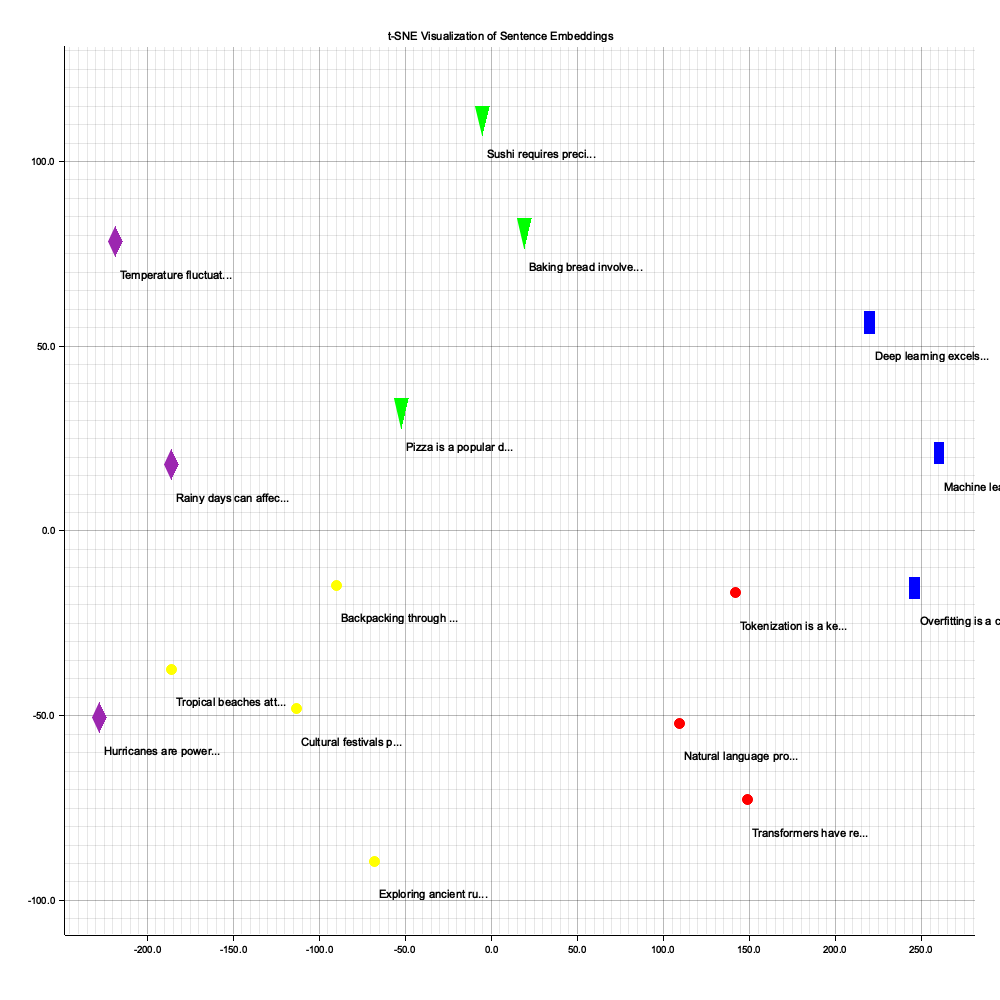 t-SNE Visualization of Sentence Embeddings
Sushi requires preci...
100.0
Baking bread involve...
Temperature fluctuat...
50.0
Deep learning excels...
Pizza is a popular d...
Machine lea
Rainy days can affec...
0.0
Backpacking through ...
Tokenization is a ke...
Overfitting is a c
Tropical beaches att...
-50.0
Cultural festivals p...
Hurricanes are power...
Natural language pro...
Transformers have re...
Exploring ancient ru...
-100.0
-200.0 -150.0 -100.0 -50.0 0.0 50.0 100.0 150.0 200.0 250.0